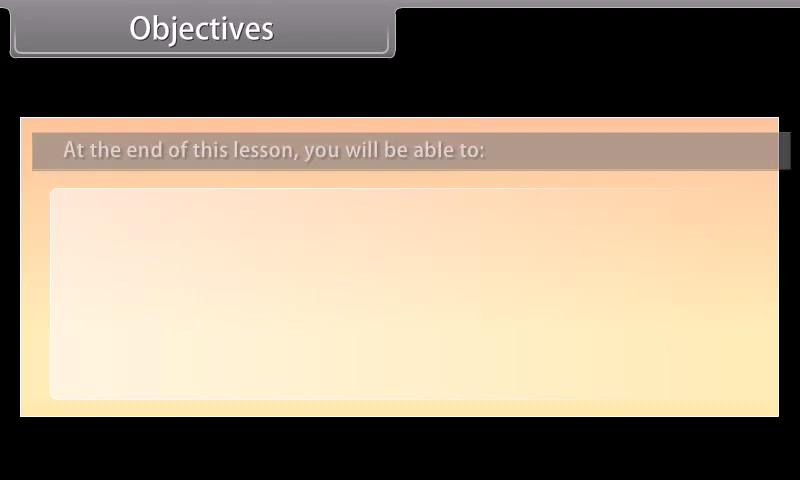 Objectives
At the end of this lesson, you will be able to: